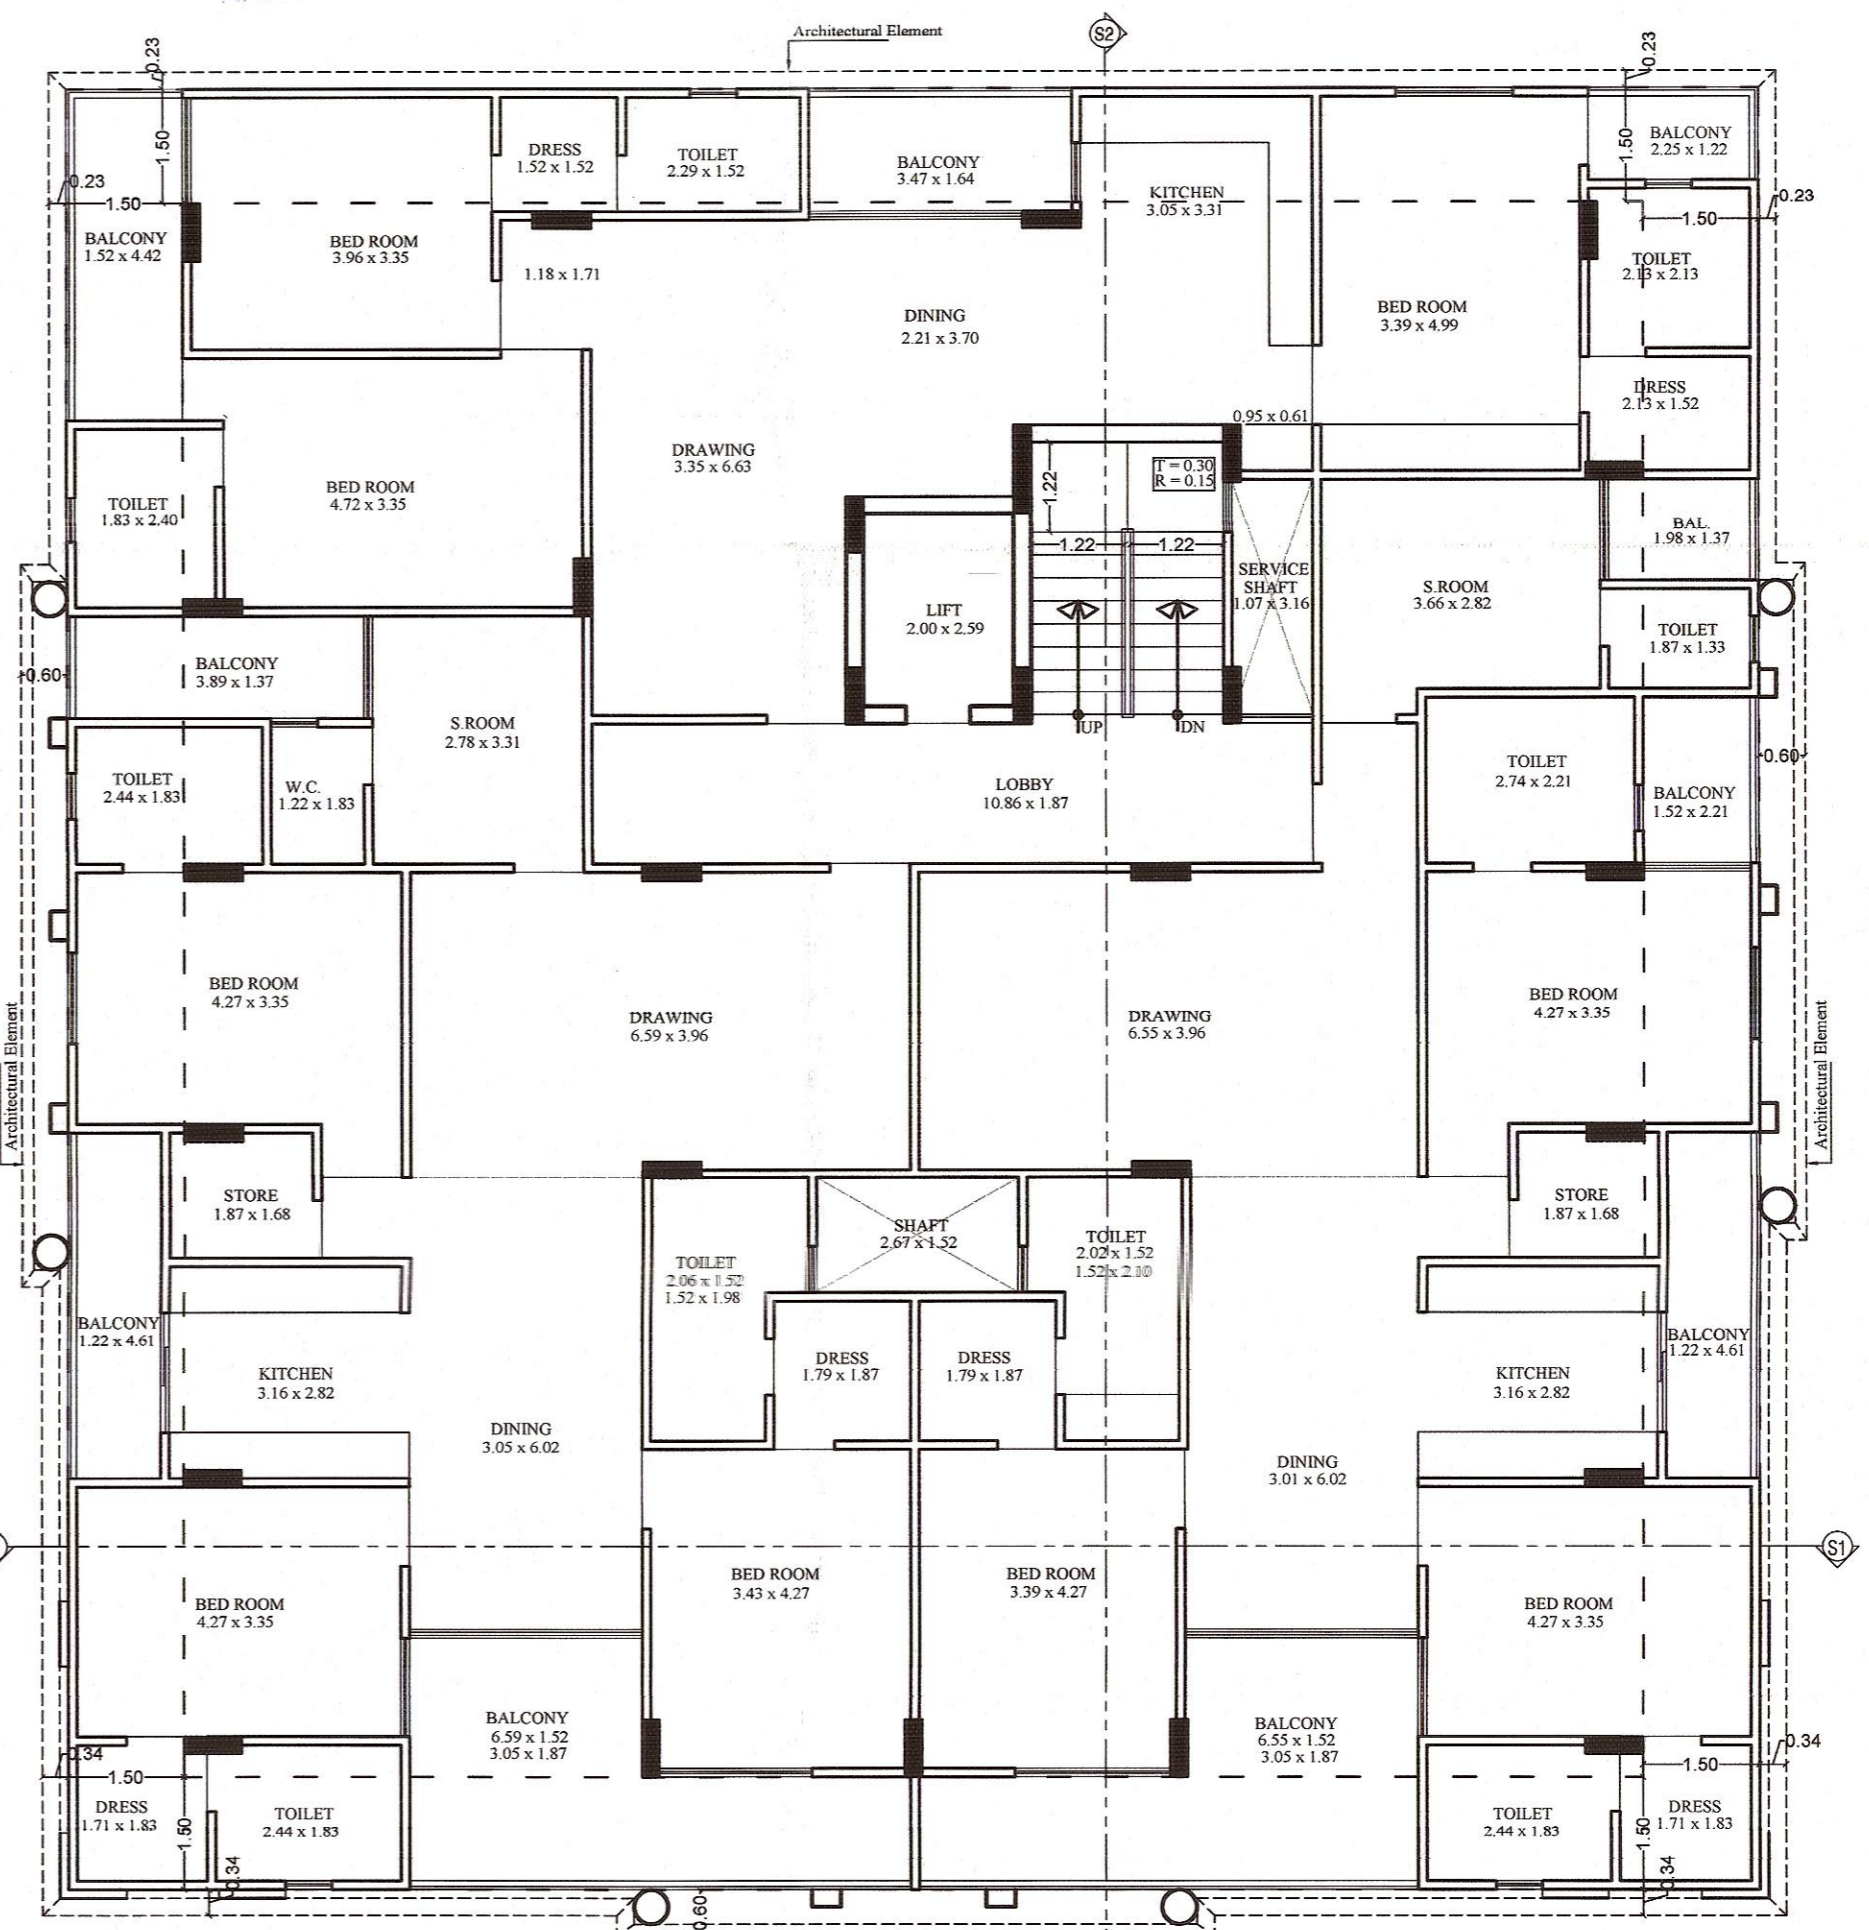 Architectural Element
S2
0.23
0.23
1.50
1.50
0.23
1.50
0.23
1.50
BALCONY
1.52 x 4.42
BED ROOM
3.96 x 3.35
DRESS
1.52 x 1.52
TOILET
2.29 x 1.52
BALCONY
3.47 x 1.64
KITCHEN
3.05 x 3.31
BALCONY
2.25 x 1.22
TOILET
2.13 x 2.13
1.18 x 1.71
DINING
2.21 x 3.70
BED ROOM
3.39 x 4.99
DRESS
2.13 x 1.52
0.95 x 0.61
DRAWING
3.35 x 6.63
T = 0.30
R = 0.15
1.22
1.22
1.22
TOILET
1.83 x 2.40
BED ROOM
4.72 x 3.35
BAL.
1.98 x 1.37
SERVICE
SHAFT
1.07 x 3.16
S.ROOM
3.66 x 2.82
LIFT
2.00 x 2.59
TOILET
1.87 x 1.33
0.60
BALCONY
3.89 x 1.37
S.ROOM
2.78 x 3.31
UP
DN
0.60
TOILET
2.44 x 1.83
W.C.
1.22 x 1.83
LOBBY
10.86 x 1.87
TOILET
2.74 x 2.21
BALCONY
1.52 x 2.21
BED ROOM
4.27 x 3.35
DRAWING
6.59 x 3.96
DRAWING
6.55 x 3.96
BED ROOM
4.27 x 3.35
Architectural Element
Architectural Element
STORE
1.87 x 1.68
TOILET
2.06 x 1.52
1.52 x 1.98
SHAFT
2.67 x 1.52
TOILET
2.02 x 1.52
1.52 x 2.10
STORE
1.87 x 1.68
BALCONY
1.22 x 4.61
KITCHEN
3.16 x 2.82
DRESS
1.79 x 1.87
DRESS
1.79 x 1.87
KITCHEN
3.16 x 2.82
BALCONY
1.22 x 4.61
DINING
3.05 x 6.02
DINING
3.01 x 6.02
S1
BED ROOM
4.27 x 3.35
BED ROOM
3.43 x 4.27
BED ROOM
3.39 x 4.27
BED ROOM
4.27 x 3.35
BALCONY
6.59 x 1.52
3.05 x 1.87
BALCONY
6.55 x 1.52
3.05 x 1.87
0.34
1.50
0.34
1.50
DRESS
1.71 x 1.83
1.50
TOILET
2.44 x 1.83
TOILET
2.44 x 1.83
1.50
DRESS
1.71 x 1.83
0.34
0.60
0.34